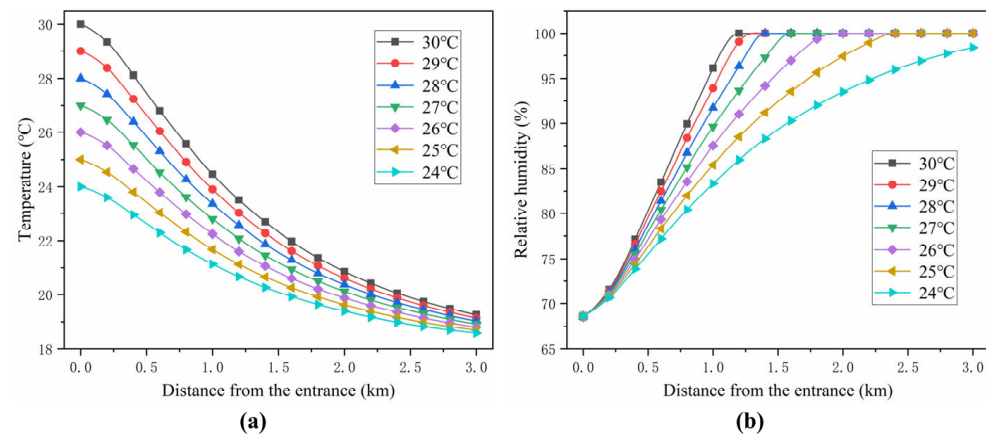 (a)
30
28
26
24
22
20
18
Temperature (℃)
30℃
29℃
28℃
27℃
26℃
25℃
24℃
0.0 0.5 1.0 1.5 2.0 2.5 3.0
Distance from the entrance (km)
(a)
(b)
100
95
90
85
80
75
70
65
Relative humidity (%)
30℃
29℃
28℃
27℃
26℃
25℃
24℃
0.0 0.5 1.0 1.5 2.0 2.5 3.0
Distance from the entrance (km)
(b)